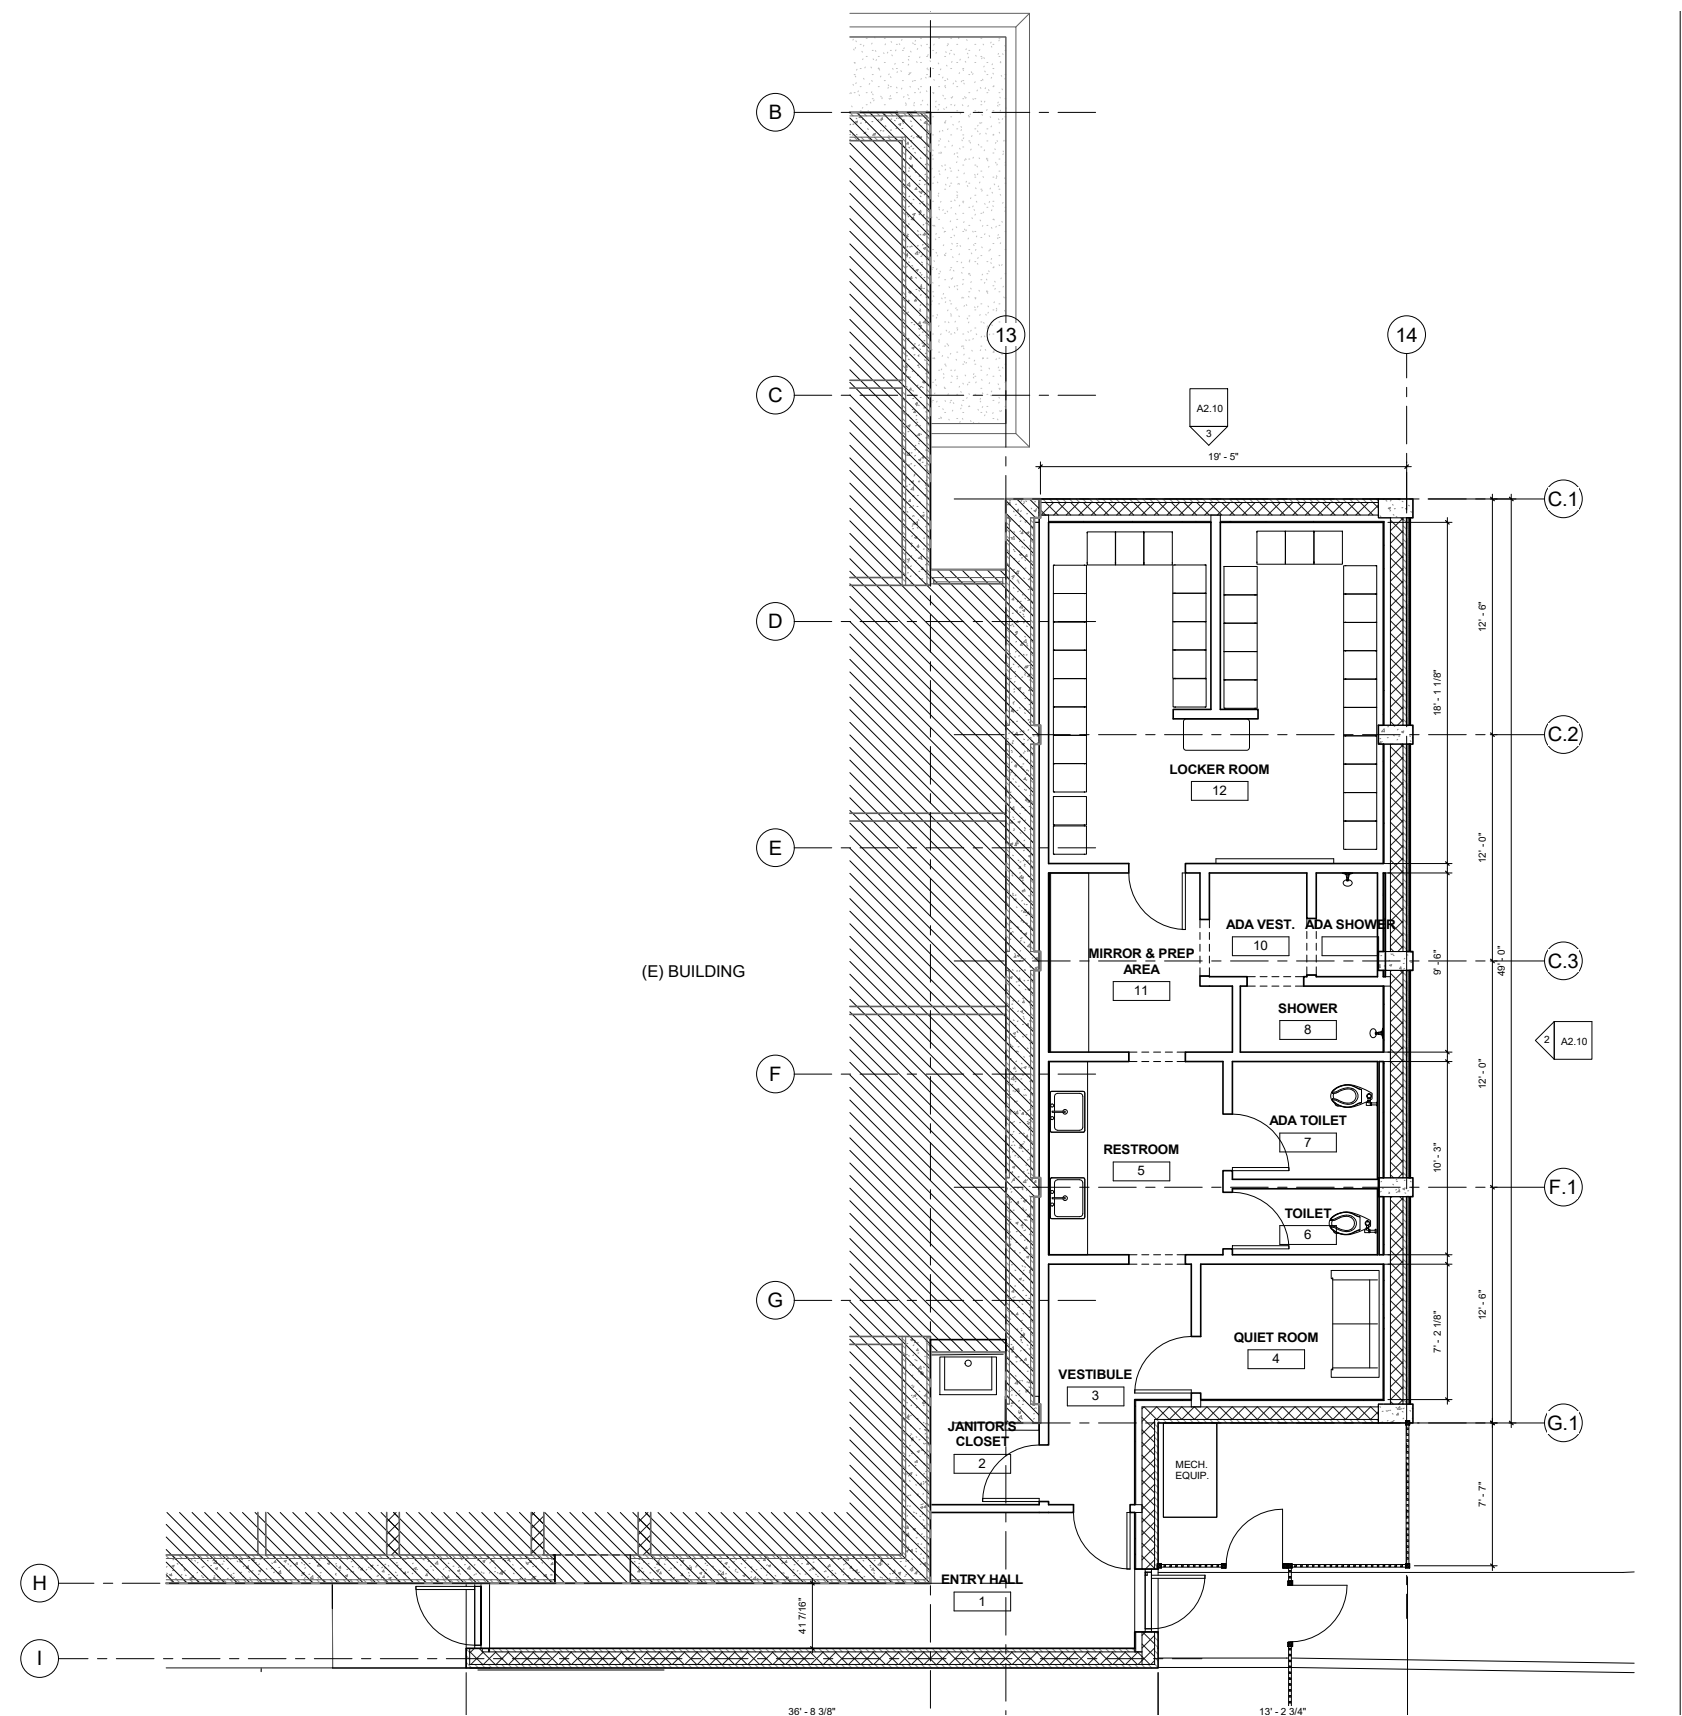 B
13
14
C
A2.10
3
19' - 5"
C.1
12' - 6"
D
18' - 1 1/8"
C.2
LOCKER ROOM
12
E
12' - 0"
ADA VEST.
10
ADA SHOWER
MIRROR & PREP
AREA
11
(E) BUILDING
9' - 6"
49' - 0"
C.3
SHOWER
8
2
A2.10
F
12' - 0"
ADA TOILET
7
RESTROOM
5
10' - 3"
F.1
TOILET
6
G
12' - 6"
QUIET ROOM
4
7' - 2 1/8"
VESTIBULE
3
JANITOR'S
CLOSET
2
G.1
MECH.
EQUIP.
7' - 7"
H
ENTRY HALL
1
41 7/16"
I
36' - 8 3/8"
13' - 2 3/4"